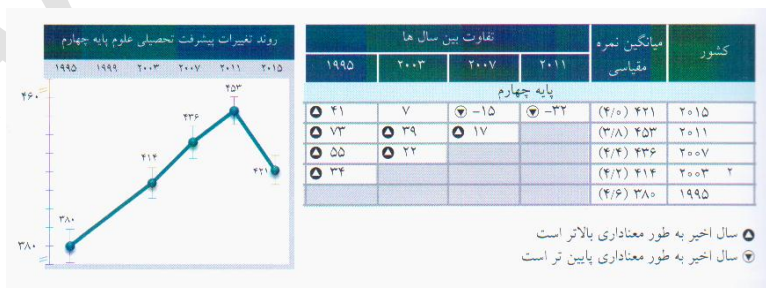 روند تغییرات پیشرفت تحصیلی علوم پایه چهارم
۱۹۹۵ ۱۹۹۹ ۲۰۰۳ ۲۰۰۷ ۲۰۱۱ ۲۰۱۵
۴۶۰
۴۵۳
۴۳۶
۴۱۴
۴۲۱
۳۸۰
۳۸۰
کشور
میانگین نمره مقیاسی
تفاوت بین سال ها
۲۰۱۱ ۲۰۰۷ ۲۰۰۳ ۱۹۹۵
پایه چهارم
۲۰۱۵ ۴۲۱ (۴/۰) -۳۲ -۱۵ ۷ ۴۱
۲۰۱۱ ۴۵۳ (۳/۸) ۱۷ ۳۹ ۷۳
۲۰۰۷ ۴۳۶ (۴/۴) ۲۲ ۵۵
۲ ۲۰۰۳ ۴۱۴ (۴/۲) ۳۴
۱۹۹۵ ۳۸۰ (۴/۶)
سال اخیر به طور معناداری بالاتر است
سال اخیر به طور معناداری پایین تر است